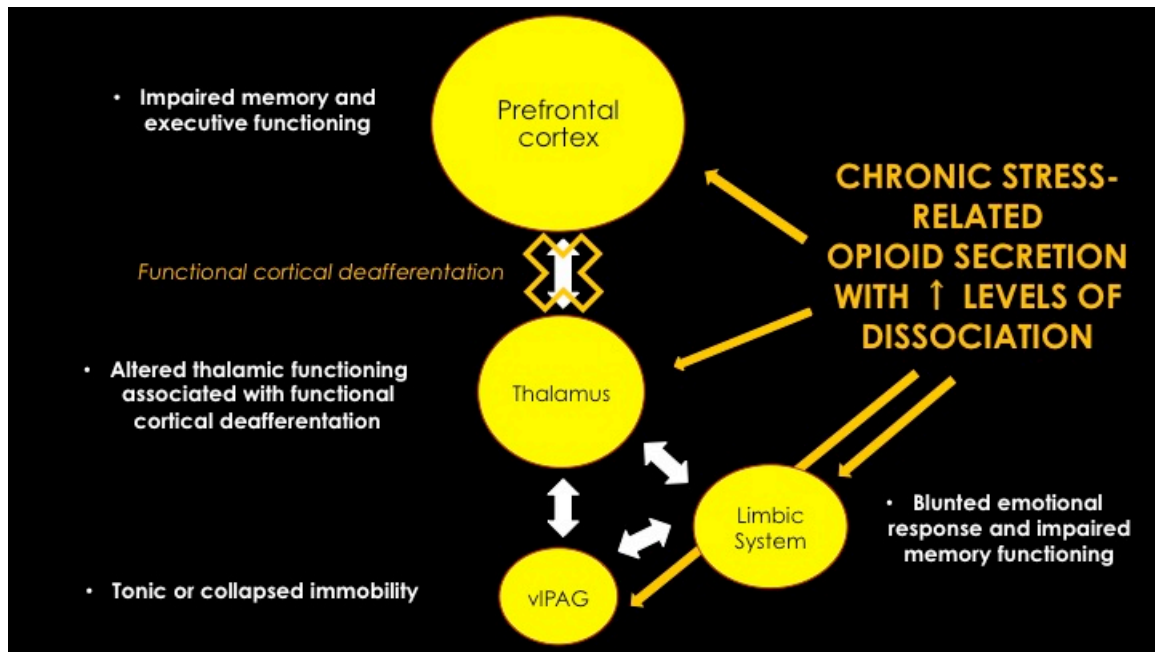 Prefrontal
cortex
• Impaired memory and
executive functioning
CHRONIC STRESS-
RELATED
OPIOID SECRETION
WITH ↑ LEVELS OF
DISSOCIATION
Functional cortical deafferentation
• Altered thalamic functioning
associated with functional
cortical deafferentation
Thalamus
Limbic
System
• Blunted emotional
response and impaired
memory functioning
• Tonic or collapsed immobility
vlPAG